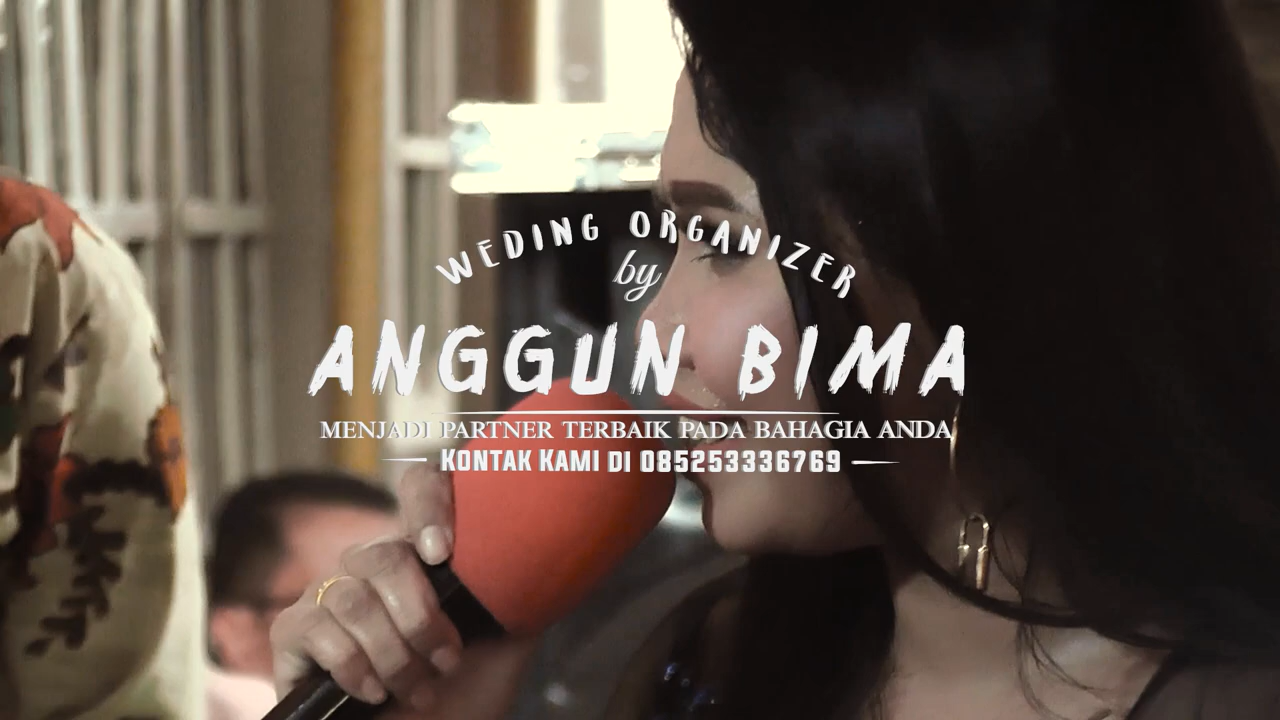 WEDING ORGANIZER
by
ANGGUN BIMA
MENJADI PARTNER TERBAIK PADA BAHAGIA ANDA
KONTAK KAMI DI 085253336769